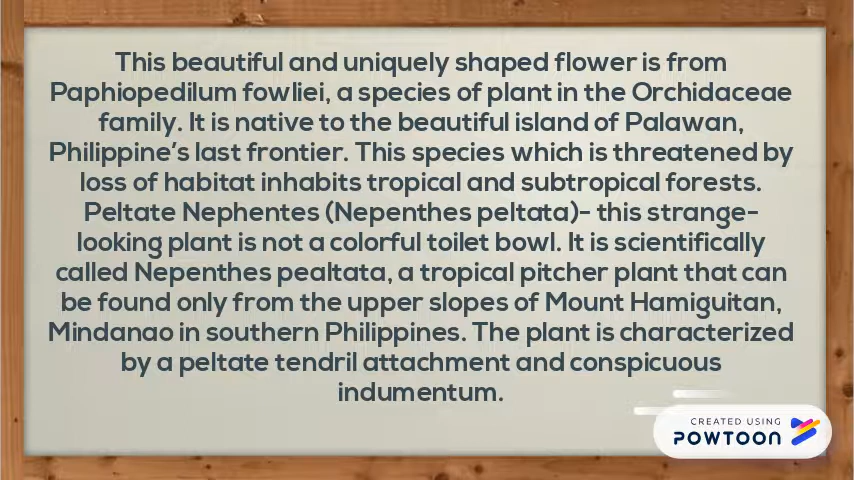 This beautiful and uniquely shaped flower is from
Paphiopedilum fowliei, a species of plant in the Orchidaceae
family. It is native to the beautiful island of Palawan,
Philippine's last frontier. This species which is threatened by
loss of habitat inhabits tropical and subtropical forests.
Peltate Nephentes (Nepenthes peltata)- this strange-
looking plant is not a colorful toilet bowl. It is scientifically
called Nepenthes pealtata, a tropical pitcher plant that can
be found only from the upper slopes of Mount Hamiguitan,
Mindanao in southern Philippines. The plant is characterized
by a peltate tendril attachment and conspicuous
indumentum.
CREATED USING
POWTOON